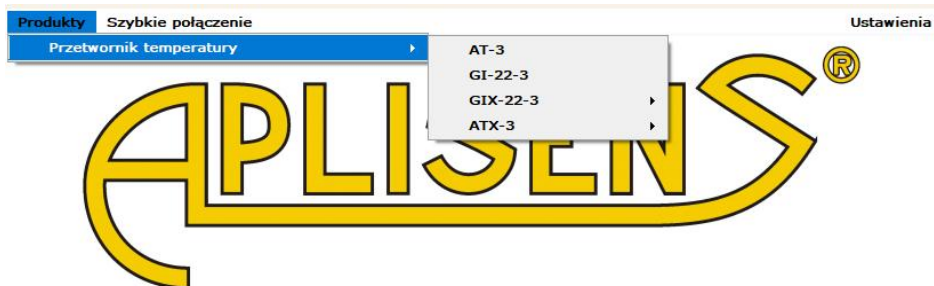 Produkty Szybkie połączenie Ustawienia
Przetwornik temperatury
AT-3
GI-22-3
GIX-22-3
ATX-3
APLISENS®